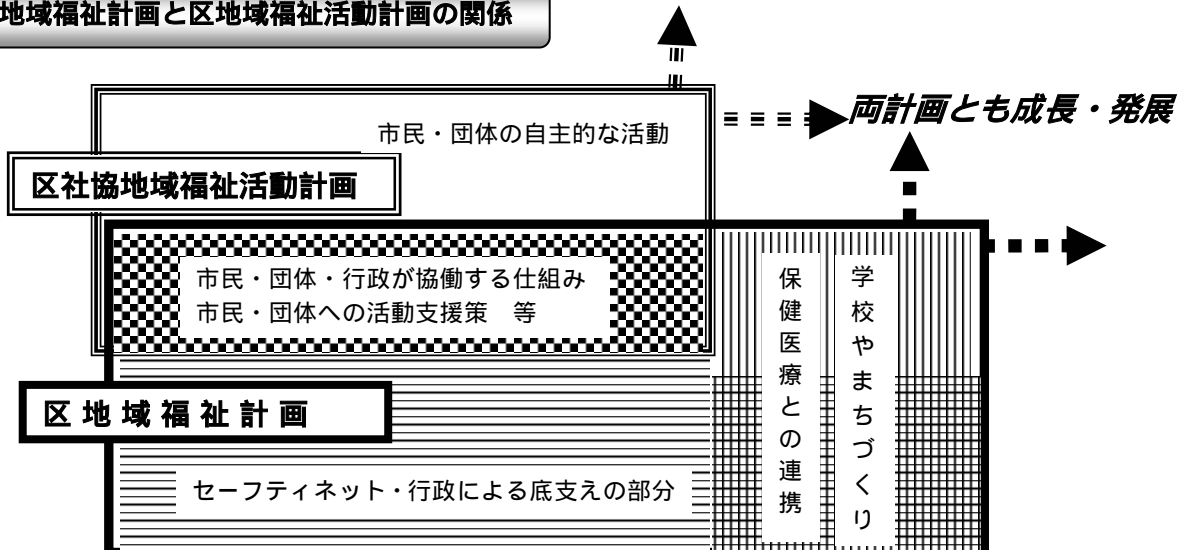 地域福祉計画と区地域福祉活動計画の関係
両計画とも成長・発展
市民・団体の自主的な活動
区社協地域福祉活動計画
市民・団体・行政が協働する仕組み
市民・団体への活動支援策　等
保健医療との連携
学校やまちづくり
区地域福祉計画
セーフティネット・行政による底支えの部分